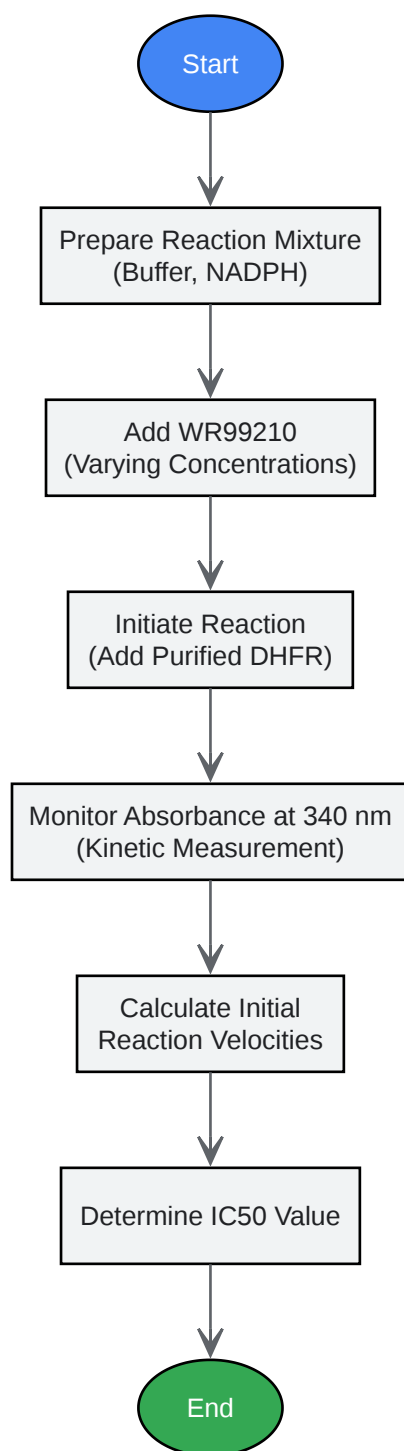 Start
Prepare Reaction Mixture
(Buffer, NADPH)
Add WR99210
(Varying Concentrations)
Initiate Reaction
(Add Purified DHFR)
Monitor Absorbance at 340 nm
(Kinetic Measurement)
Calculate Initial
Reaction Velocities
Determine IC50 Value
End